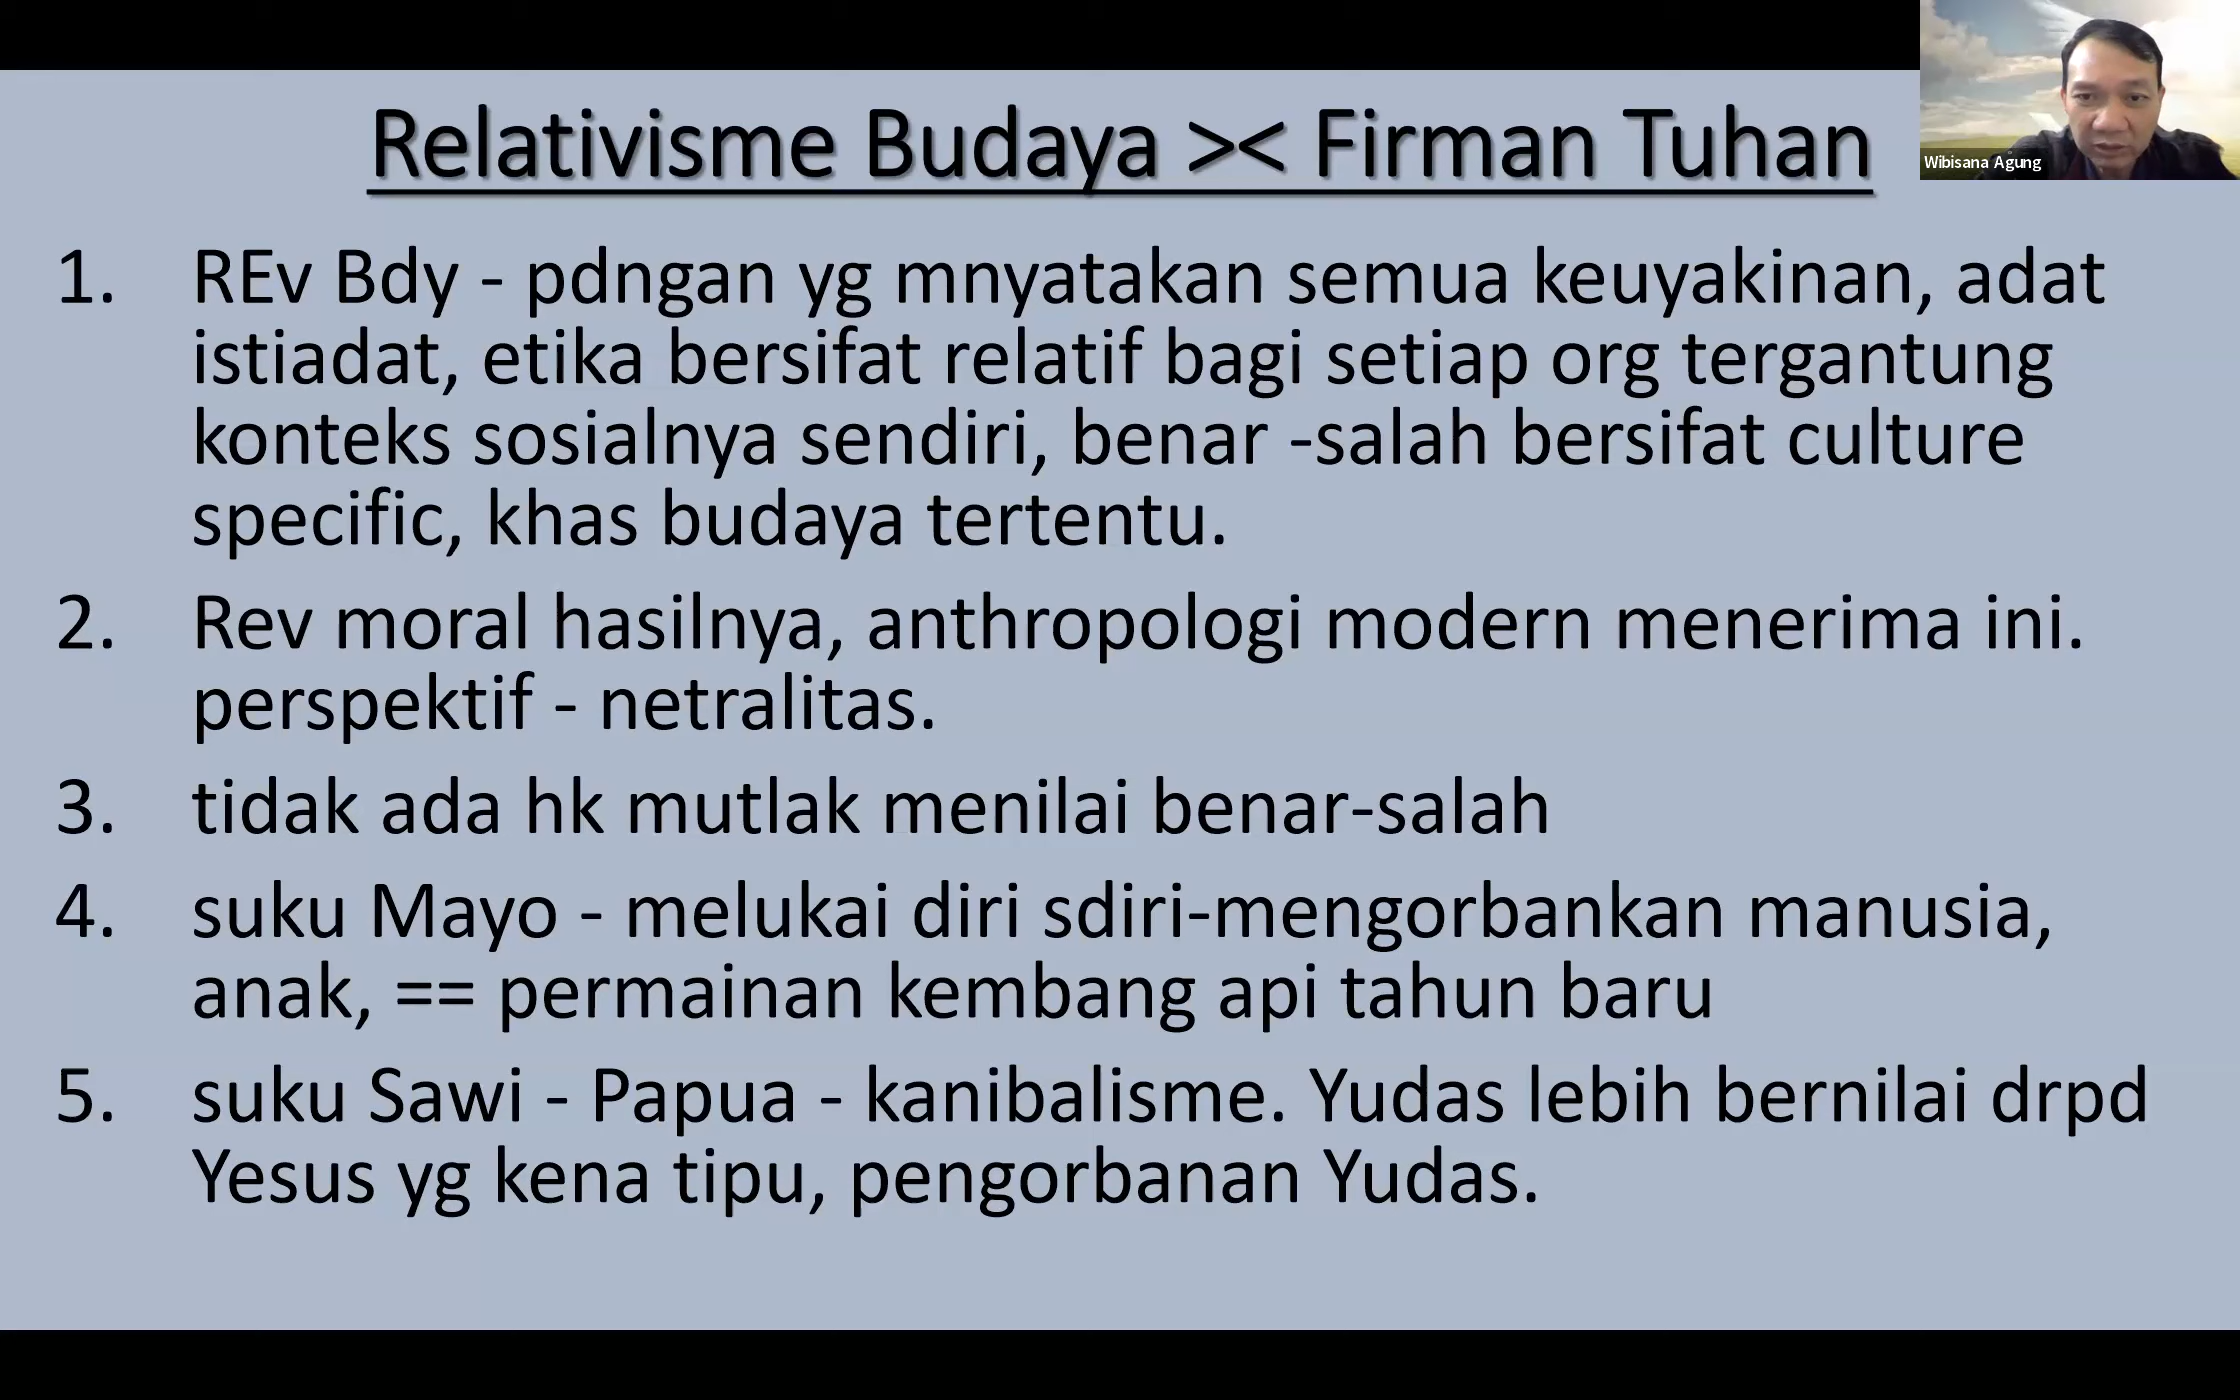 Relativisme Budaya >< Firman Tuhan
Wibisana Agung
1. REv Bdy - pdngan yg mnyatakan semua keuyakinan, adat
istiadat, etika bersifat relatif bagi setiap org tergantung
konteks sosialnya sendiri, benar -salah bersifat culture
specific, khas budaya tertentu.
2. Rev moral hasilnya, anthropologi modern menerima ini.
perspektif - netralitas.
3. tidak ada hk mutlak menilai benar-salah
4. suku Mayo - melukai diri sdiri-mengorbankan manusia,
anak, == permainan kembang api tahun baru
5. suku Sawi - Papua - kanibalisme. Yudas lebih bernilai drpd
Yesus yg kena tipu, pengorbanan Yudas.